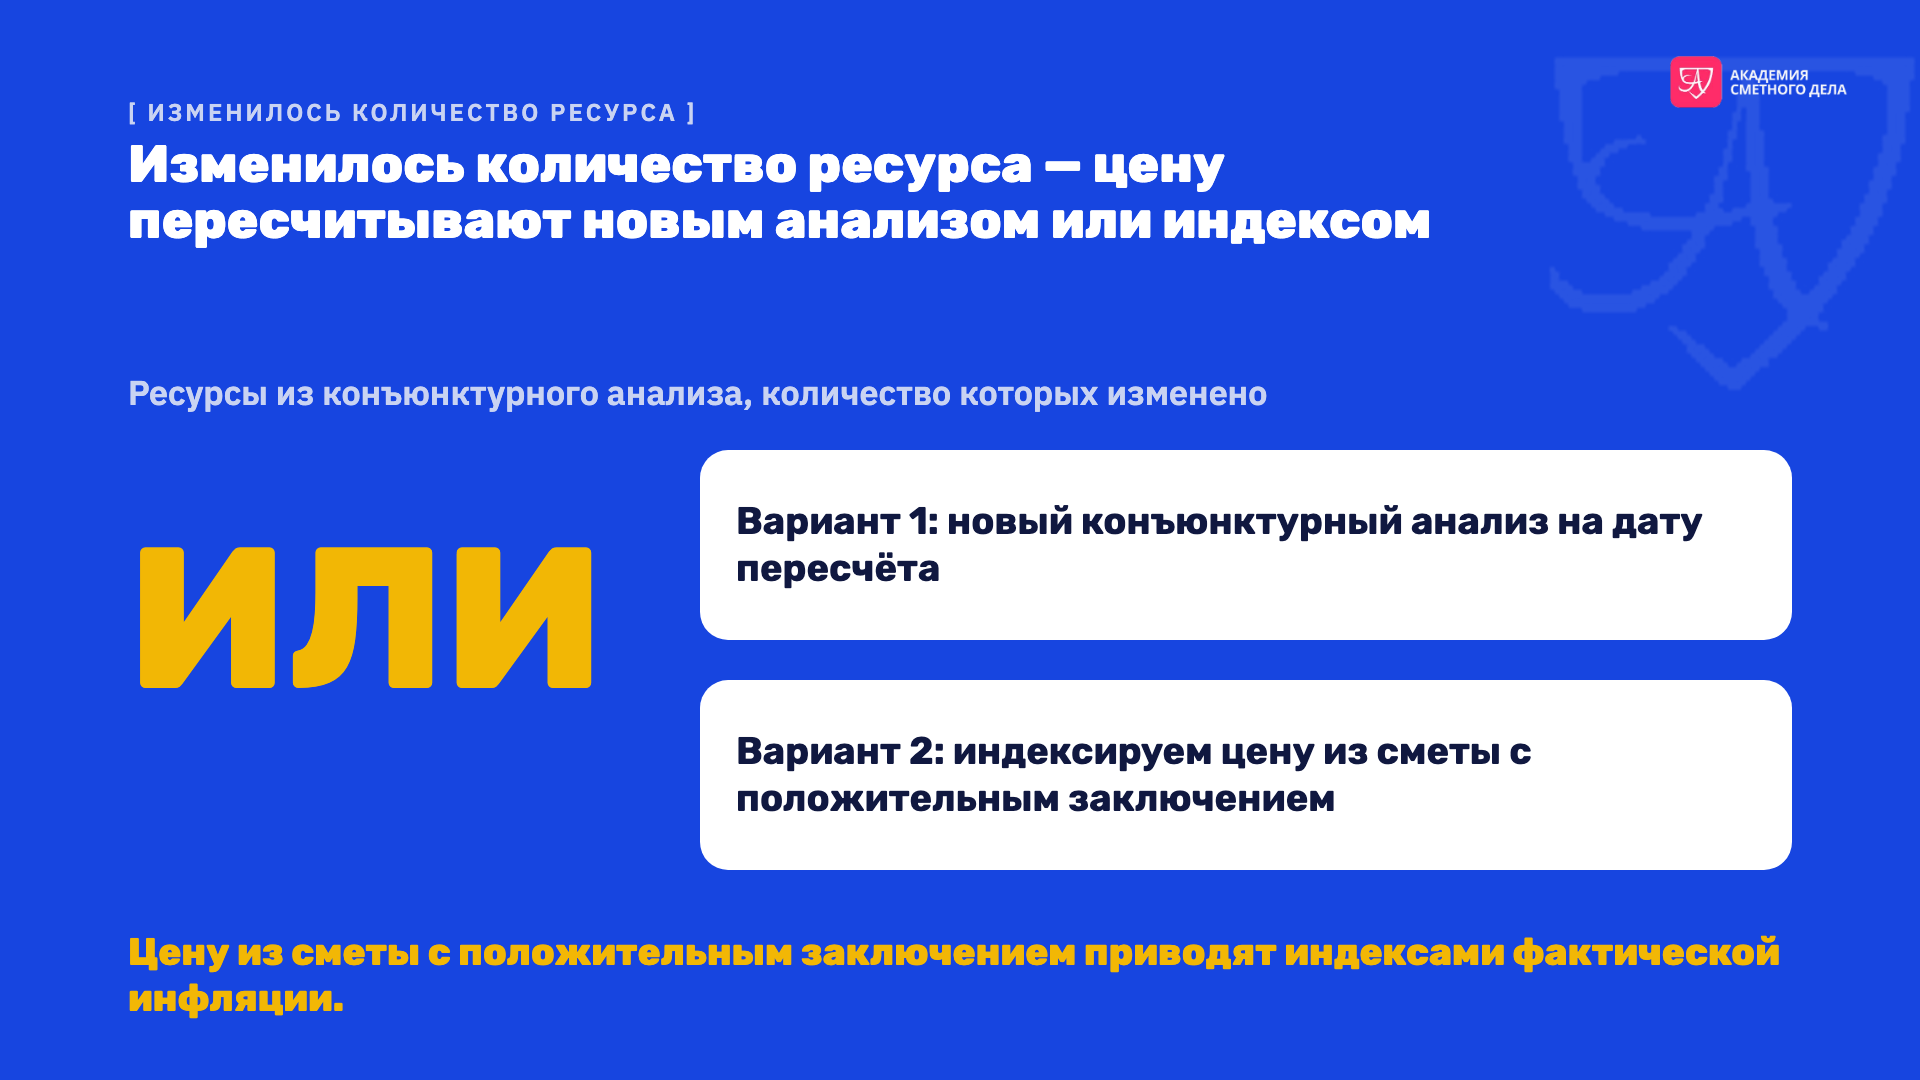 АКАДЕМИЯ
СМЕТНОГО ДЕЛА
[ ИЗМЕНИЛОСЬ КОЛИЧЕСТВО РЕСУРСА ]
Изменилось количество ресурса — цену
пересчитывают новым анализом или индексом
Ресурсы из конъюнктурного анализа, количество которых изменено
или
Вариант 1: новый конъюнктурный анализ на дату
пересчёта
Вариант 2: индексируем цену из сметы с
положительным заключением
Цену из сметы с положительным заключением приводят индексами фактической
инфляции.